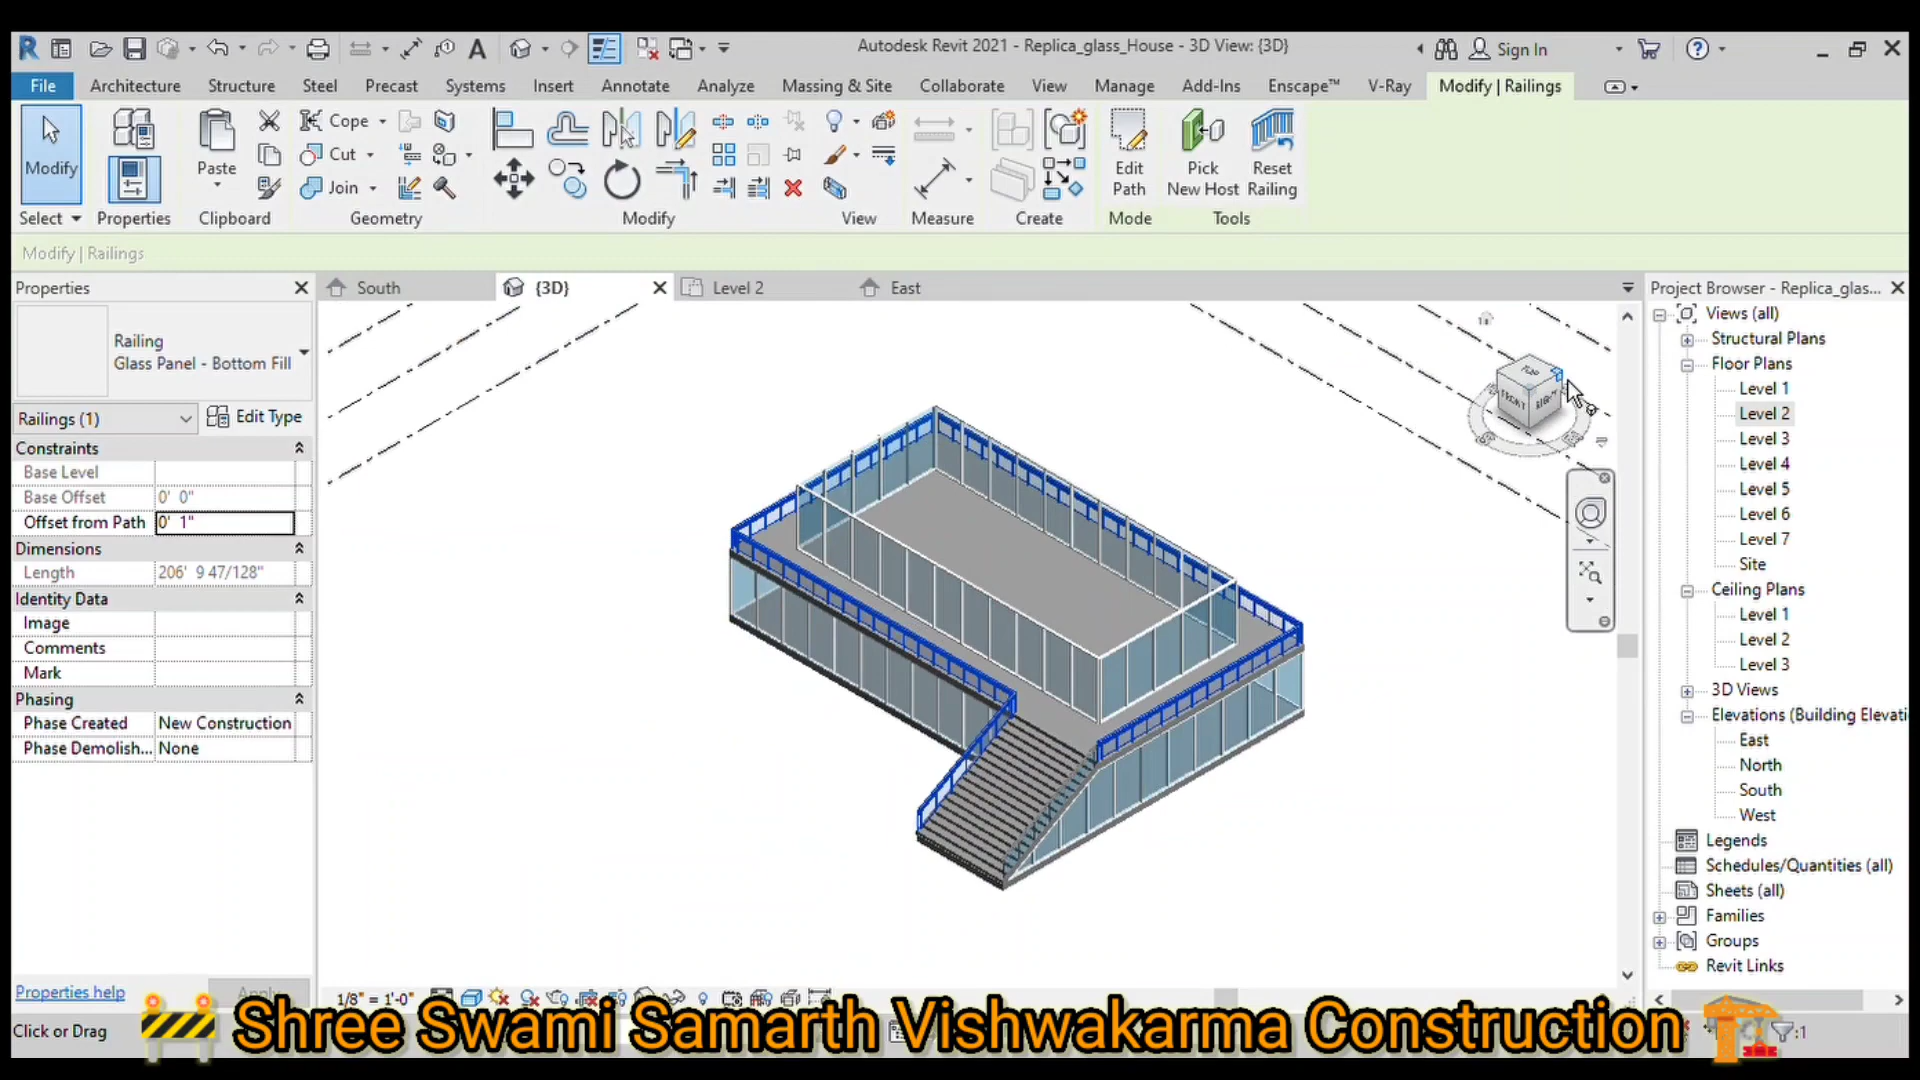 Autodesk Revit 2021 - Replica_glass_House - 3D View: {3D}
Sign In
File
Architecture
Structure
Steel
Precast
Systems
Insert
Annotate
Analyze
Massing & Site
Collaborate
View
Manage
Add-Ins
Enscape™
V-Ray
Modify | Railings
Modify
Paste
Cope
Cut
Join
Edit Path
Pick New Host
Reset Railing
Select
Properties
Clipboard
Geometry
Modify
View
Measure
Create
Mode
Tools
Modify | Railings
Properties
South
{3D}
Level 2
East
Project Browser - Replica_glas...
Railing
Glass Panel - Bottom Fill
Railings (1)
Edit Type
Constraints
Base Level
Base Offset 0' 0"
Offset from Path 0' 1"
Dimensions
Length 206' 9 47/128"
Identity Data
Image
Comments
Mark
Phasing
Phase Created New Construction
Phase Demolish... None
Properties help
Apply
TOP
FRONT
RIGHT
Views (all)
Structural Plans
Floor Plans
Level 1
Level 2
Level 3
Level 4
Level 5
Level 6
Level 7
Site
Ceiling Plans
Level 1
Level 2
Level 3
3D Views
Elevations (Building Elevati
East
North
South
West
Legends
Schedules/Quantities (all)
Sheets (all)
Families
Groups
Revit Links
1/8" = 1'-0"
Click or Drag
Shree Swami Samarth Vishwakarma Construction
:1